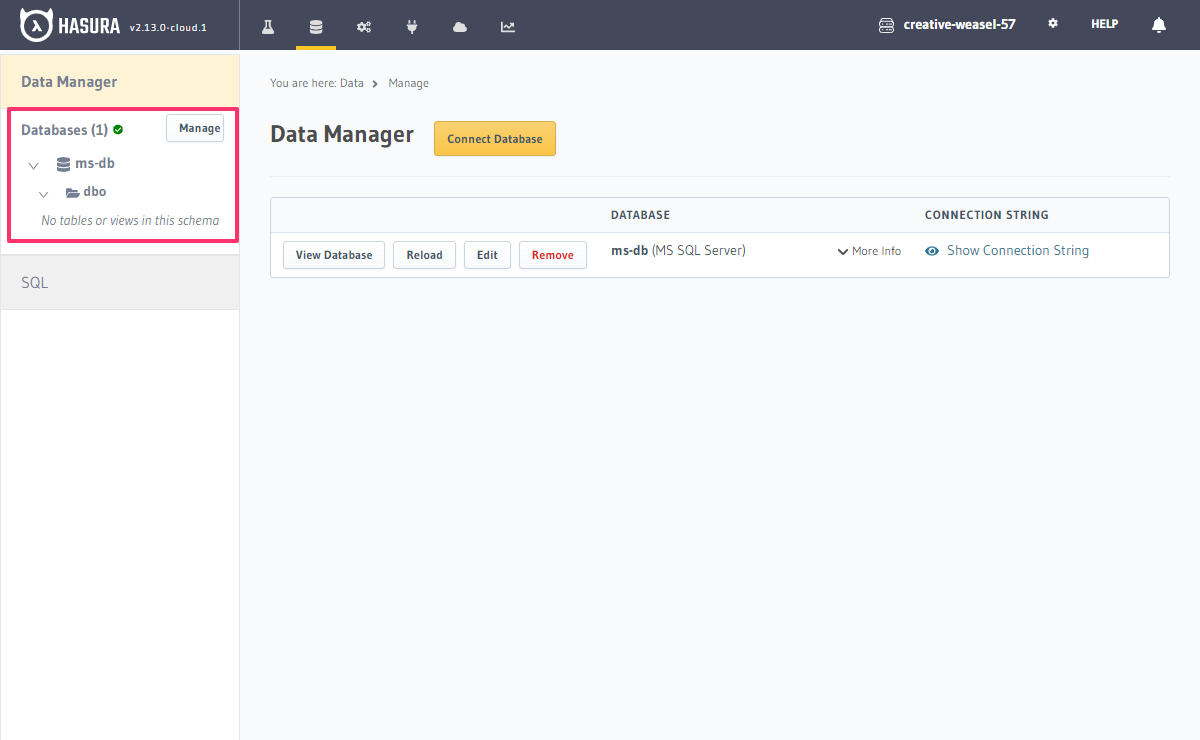 HASURA v2.13.0-cloud.1
creative-weasel-57
HELP
Data Manager
Databases (1)
Manage
ms-db
dbo
No tables or views in this schema
SQL
You are here: Data > Manage
Data Manager
Connect Database
DATABASE
CONNECTION STRING
View Database
Reload
Edit
Remove
ms-db (MS SQL Server)
More Info
Show Connection String